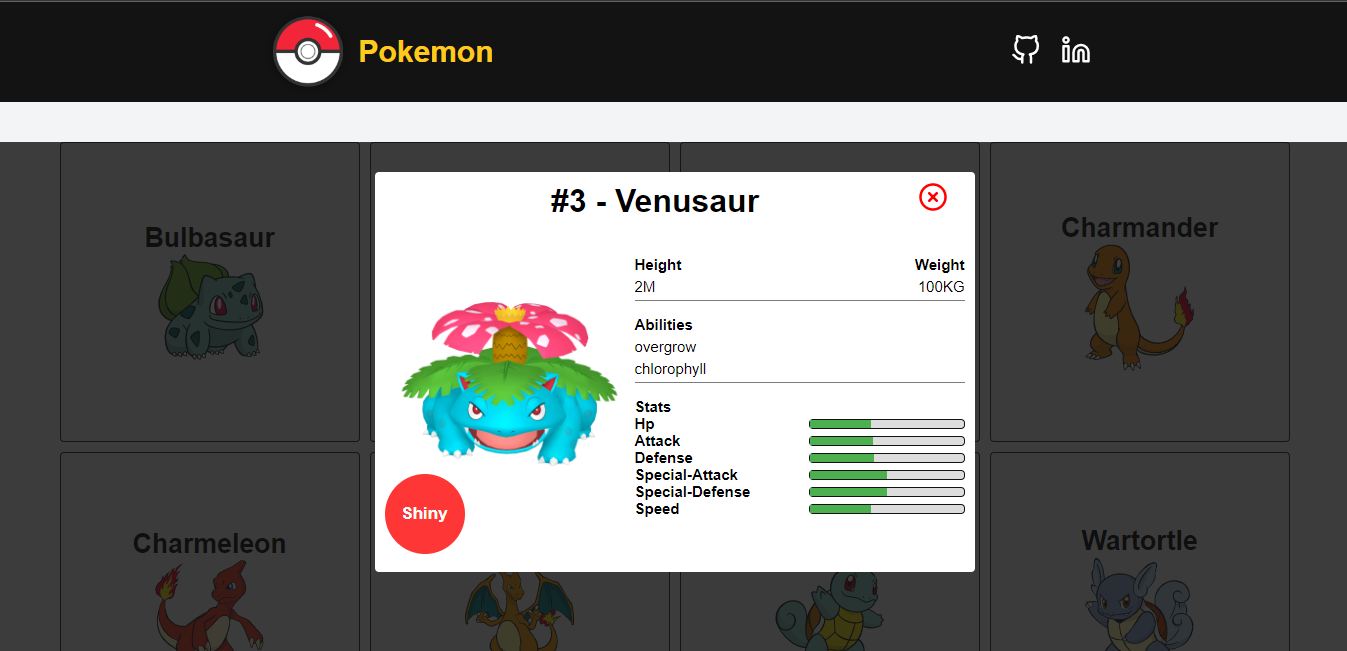 Pokemon
#3 - Venusaur
Bulbasaur
Charmander
Height Weight
2M 100KG
Abilities
overgrow
chlorophyll
Stats
Hp
Attack
Defense
Special-Attack
Special-Defense
Speed
Shiny
Charmeleon
Wartortle